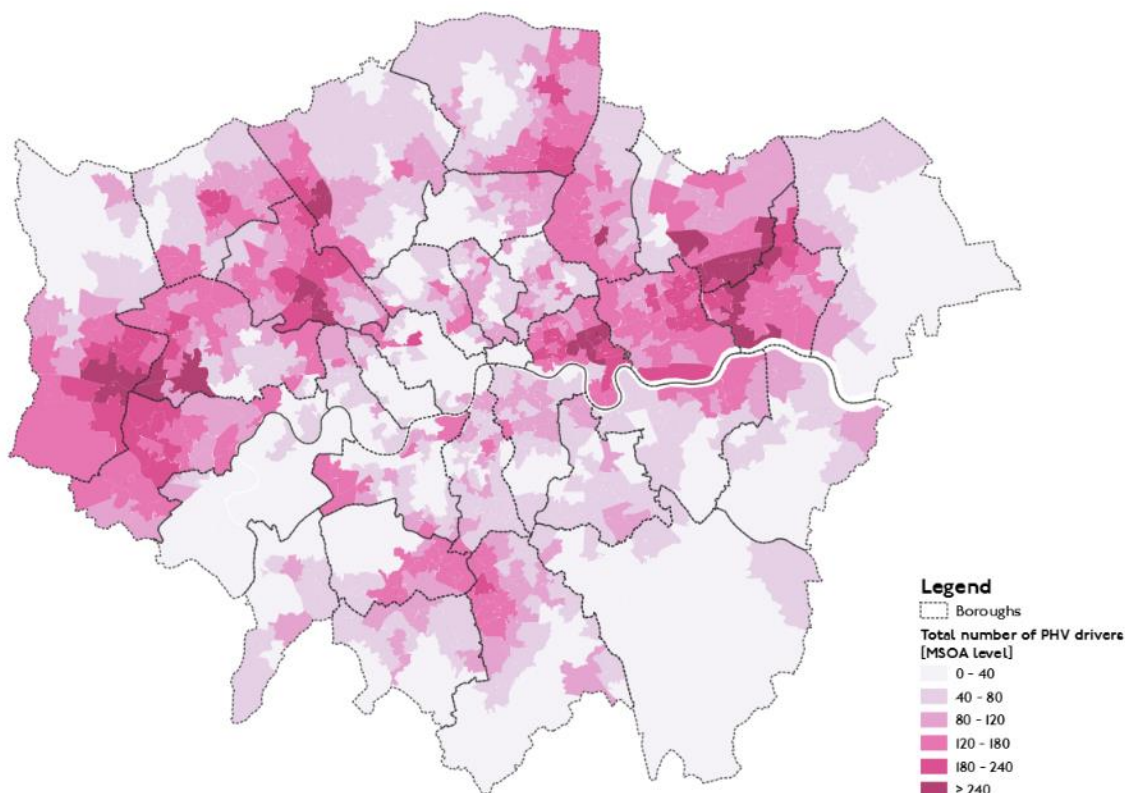 Legend
Boroughs
Total number of PHV drivers
[MSOA level]
0 - 40
40 - 80
80 - 120
120 - 180
180 - 240
> 240